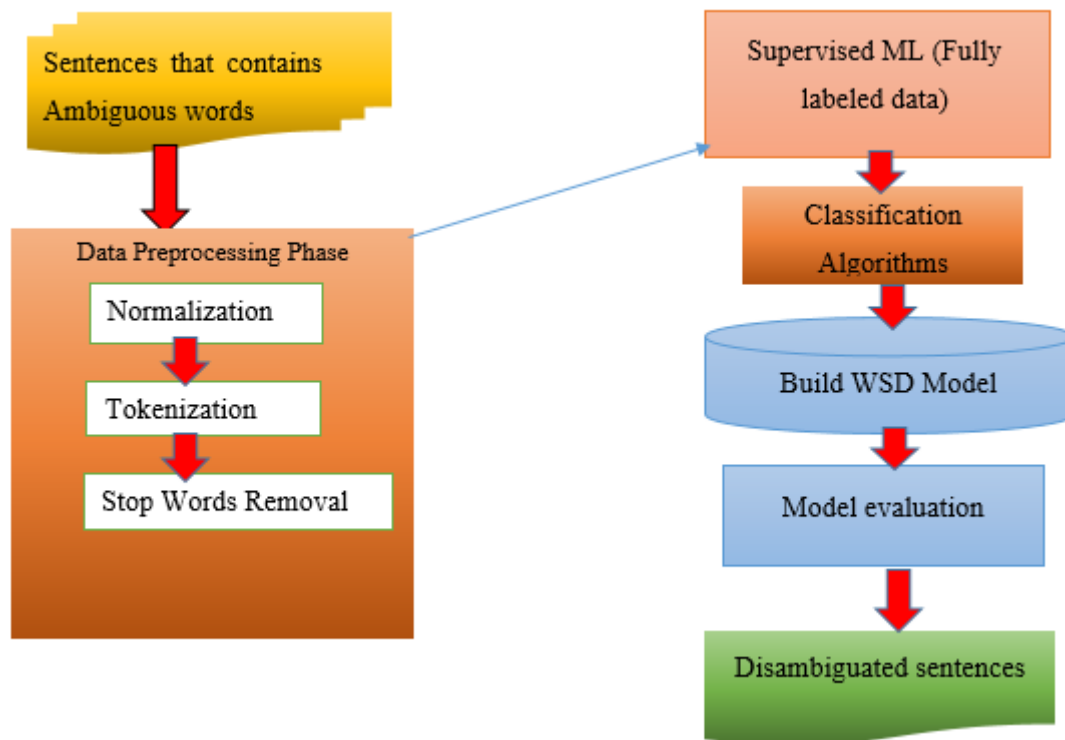 Sentences that contains
Ambiguous words
Data Preprocessing Phase
Normalization
Tokenization
Stop Words Removal
Supervised ML (Fully
labeled data)
Classification
Algorithms
Build WSD Model
Model evaluation
Disambiguated sentences